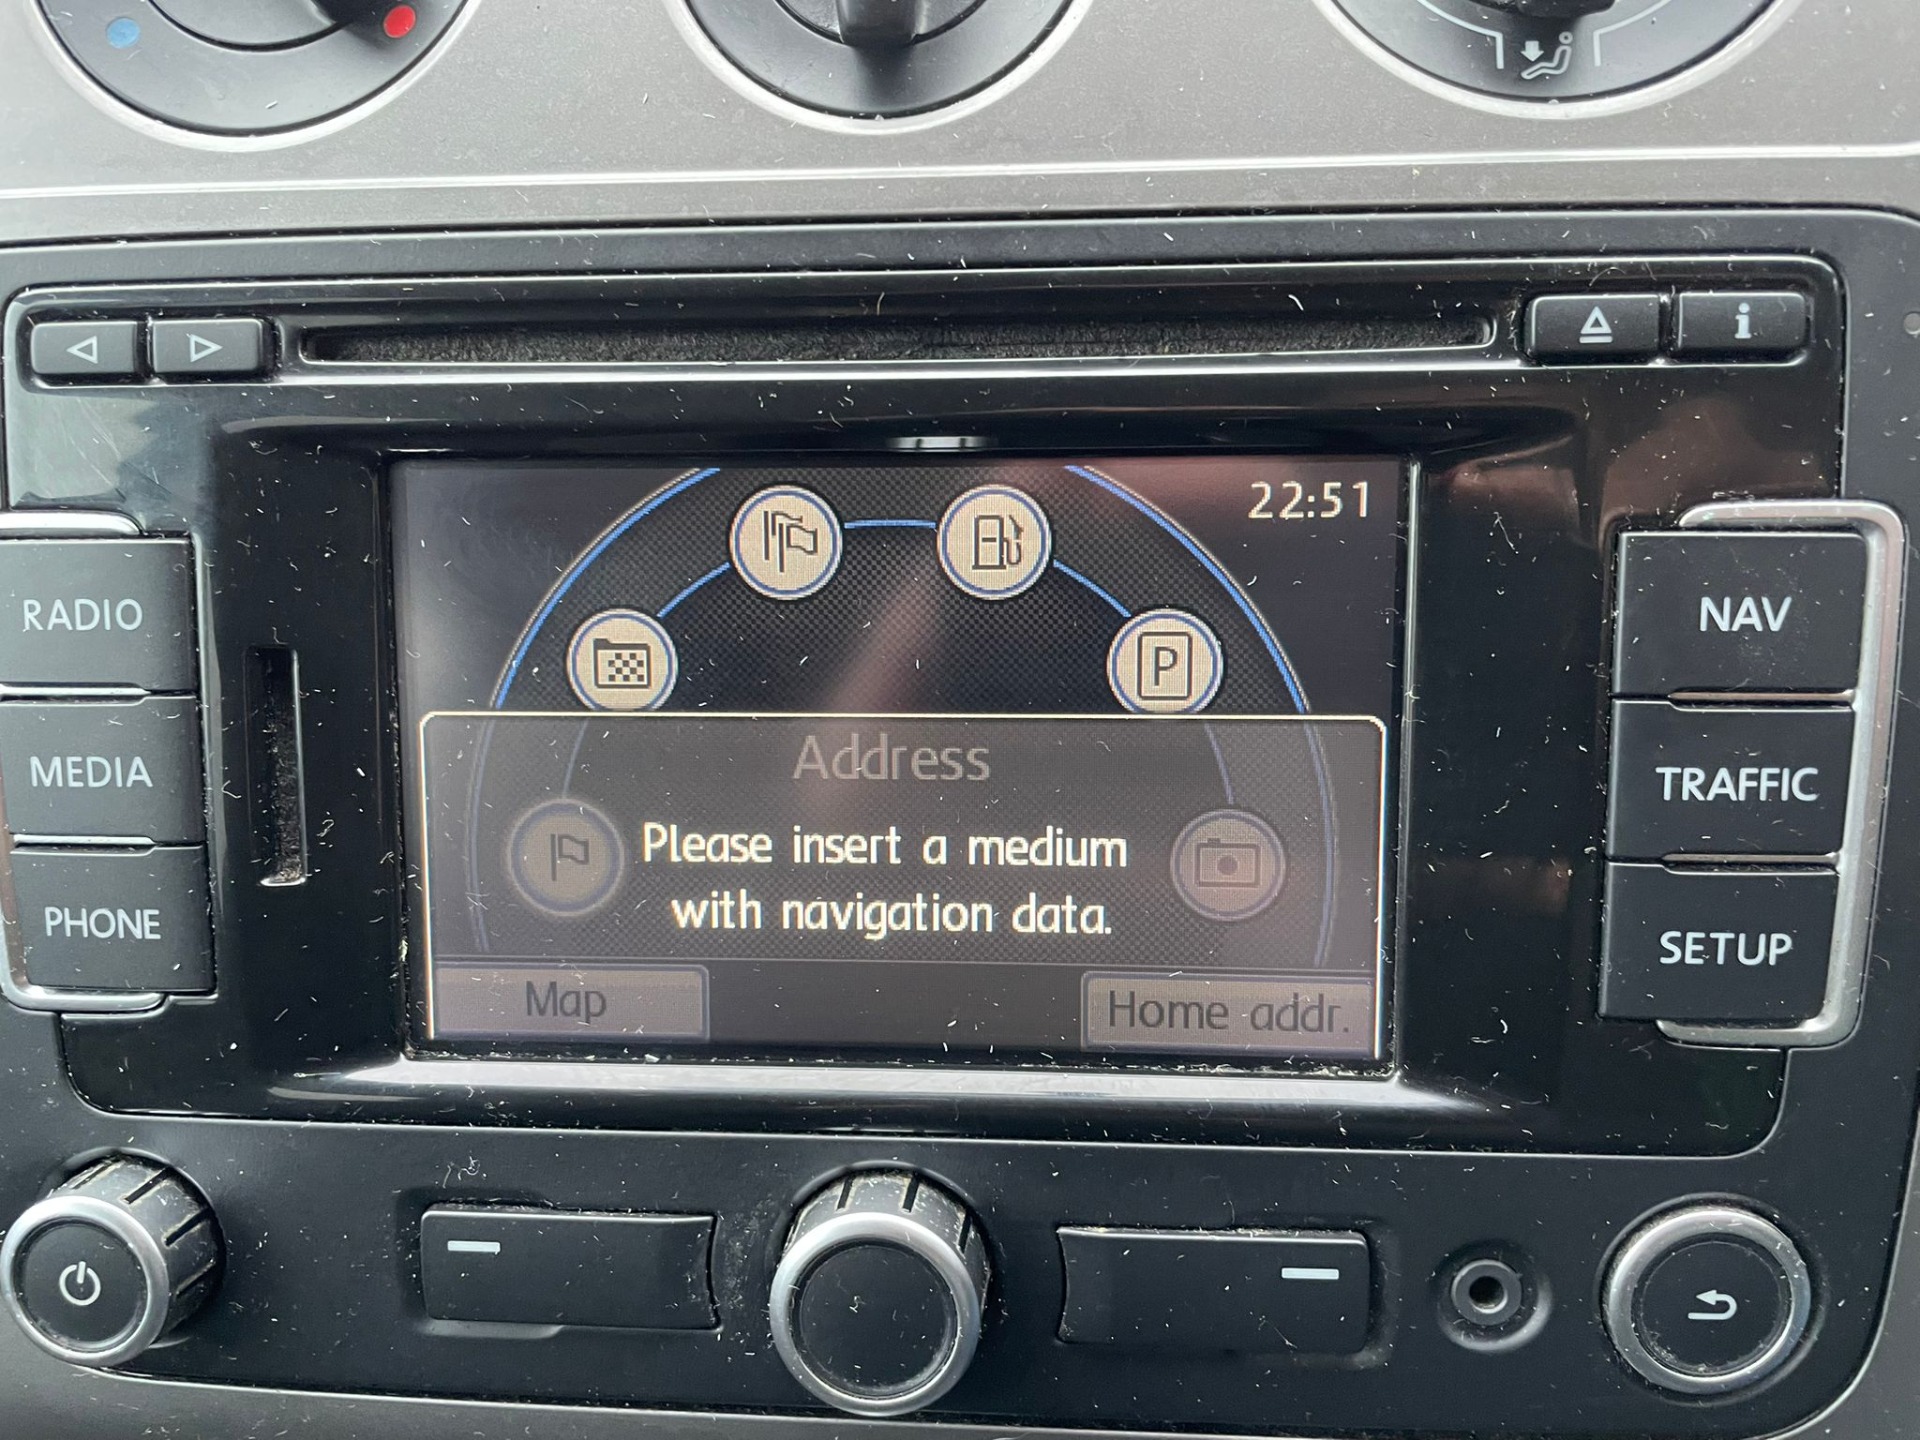 i
22:51
P
RADIO
NAV
Address
MEDIA
TRAFFIC
Please insert a medium
with navigation data.
PHONE
SETUP
Map
Home addr.